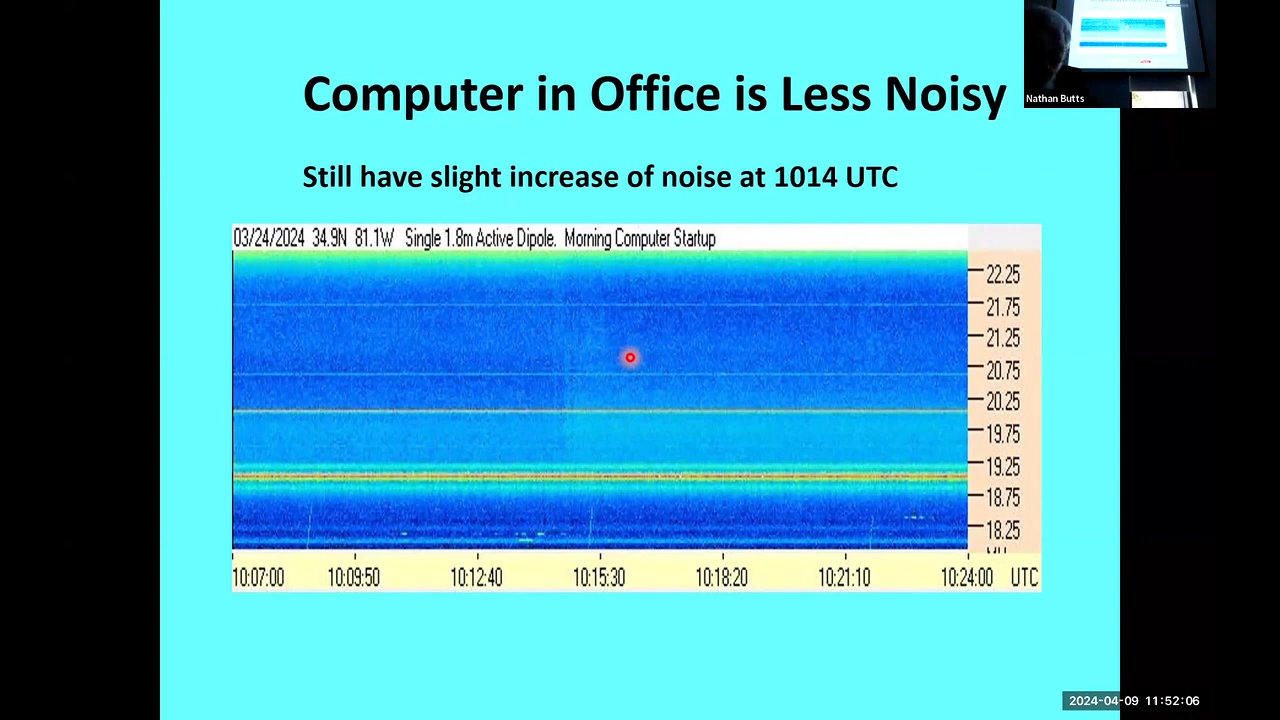 Computer in Office is Less Noisy
Nathan Butts
Still have slight increase of noise at 1014 UTC
03/24/2024 34.9N 81.1W Single 1.8m Active Dipole. Morning Computer Startup
22.25
21.75
21.25
20.75
20.25
19.75
19.25
18.75
18.25
10:07:00 10:09:50 10:12:40 10:15:30 10:18:20 10:21:10 10:24:00 UTC
2024-04-09 11:52:06